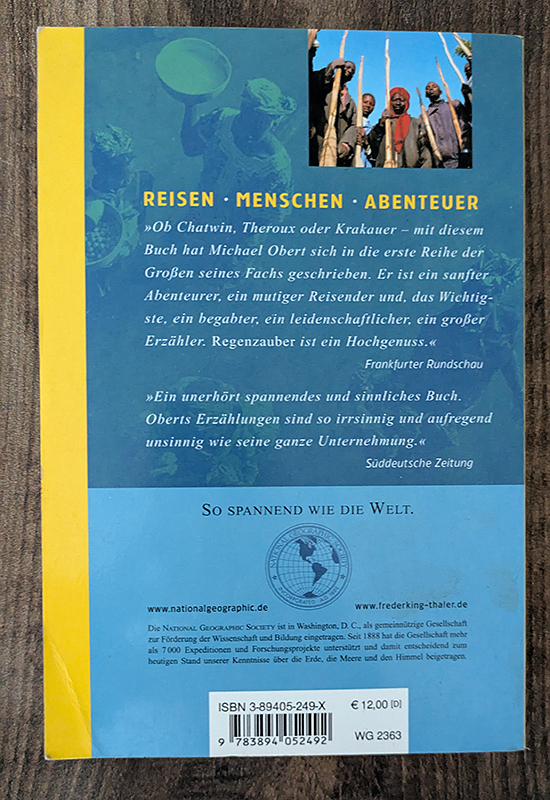 REISEN · MENSCHEN · ABENTEUER
»Ob Chatwin, Theroux oder Krakauer – mit diesem
Buch hat Michael Obert sich in die erste Reihe der
Großen seines Fachs geschrieben. Er ist ein sanfter
Abenteurer, ein mutiger Reisender und, das Wichtig-
ste, ein begabter, ein leidenschaftlicher, ein großer
Erzähler. Regenzauber ist ein Hochgenuss.«
Frankfurter Rundschau
»Ein unerhört spannendes und sinnliches Buch.
Oberts Erzählungen sind so irrsinnig und aufregend
unsinnig wie seine ganze Unternehmung.«
Süddeutsche Zeitung
SO SPANNEND WIE DIE WELT.
NATIONAL GEOGRAPHIC SOCIETY
INCORPORATED A.D. 1888
www.nationalgeographic.de
www.frederking-thaler.de
Die NATIONAL GEOGRAPHIC SOCIETY ist in Washington, D. C., als gemeinnützige Gesellschaft
zur Förderung der Wissenschaft und Bildung eingetragen. Seit 1888 hat die Gesellschaft mehr
als 7000 Expeditionen und Forschungsprojekte unterstützt und damit entscheidend zum
heutigen Stand unserer Kenntnisse über die Erde, die Meere und den Himmel beigetragen.
ISBN 3-89405-249-X
€ 12,00 [D]
9 783894 052492
WG 2363